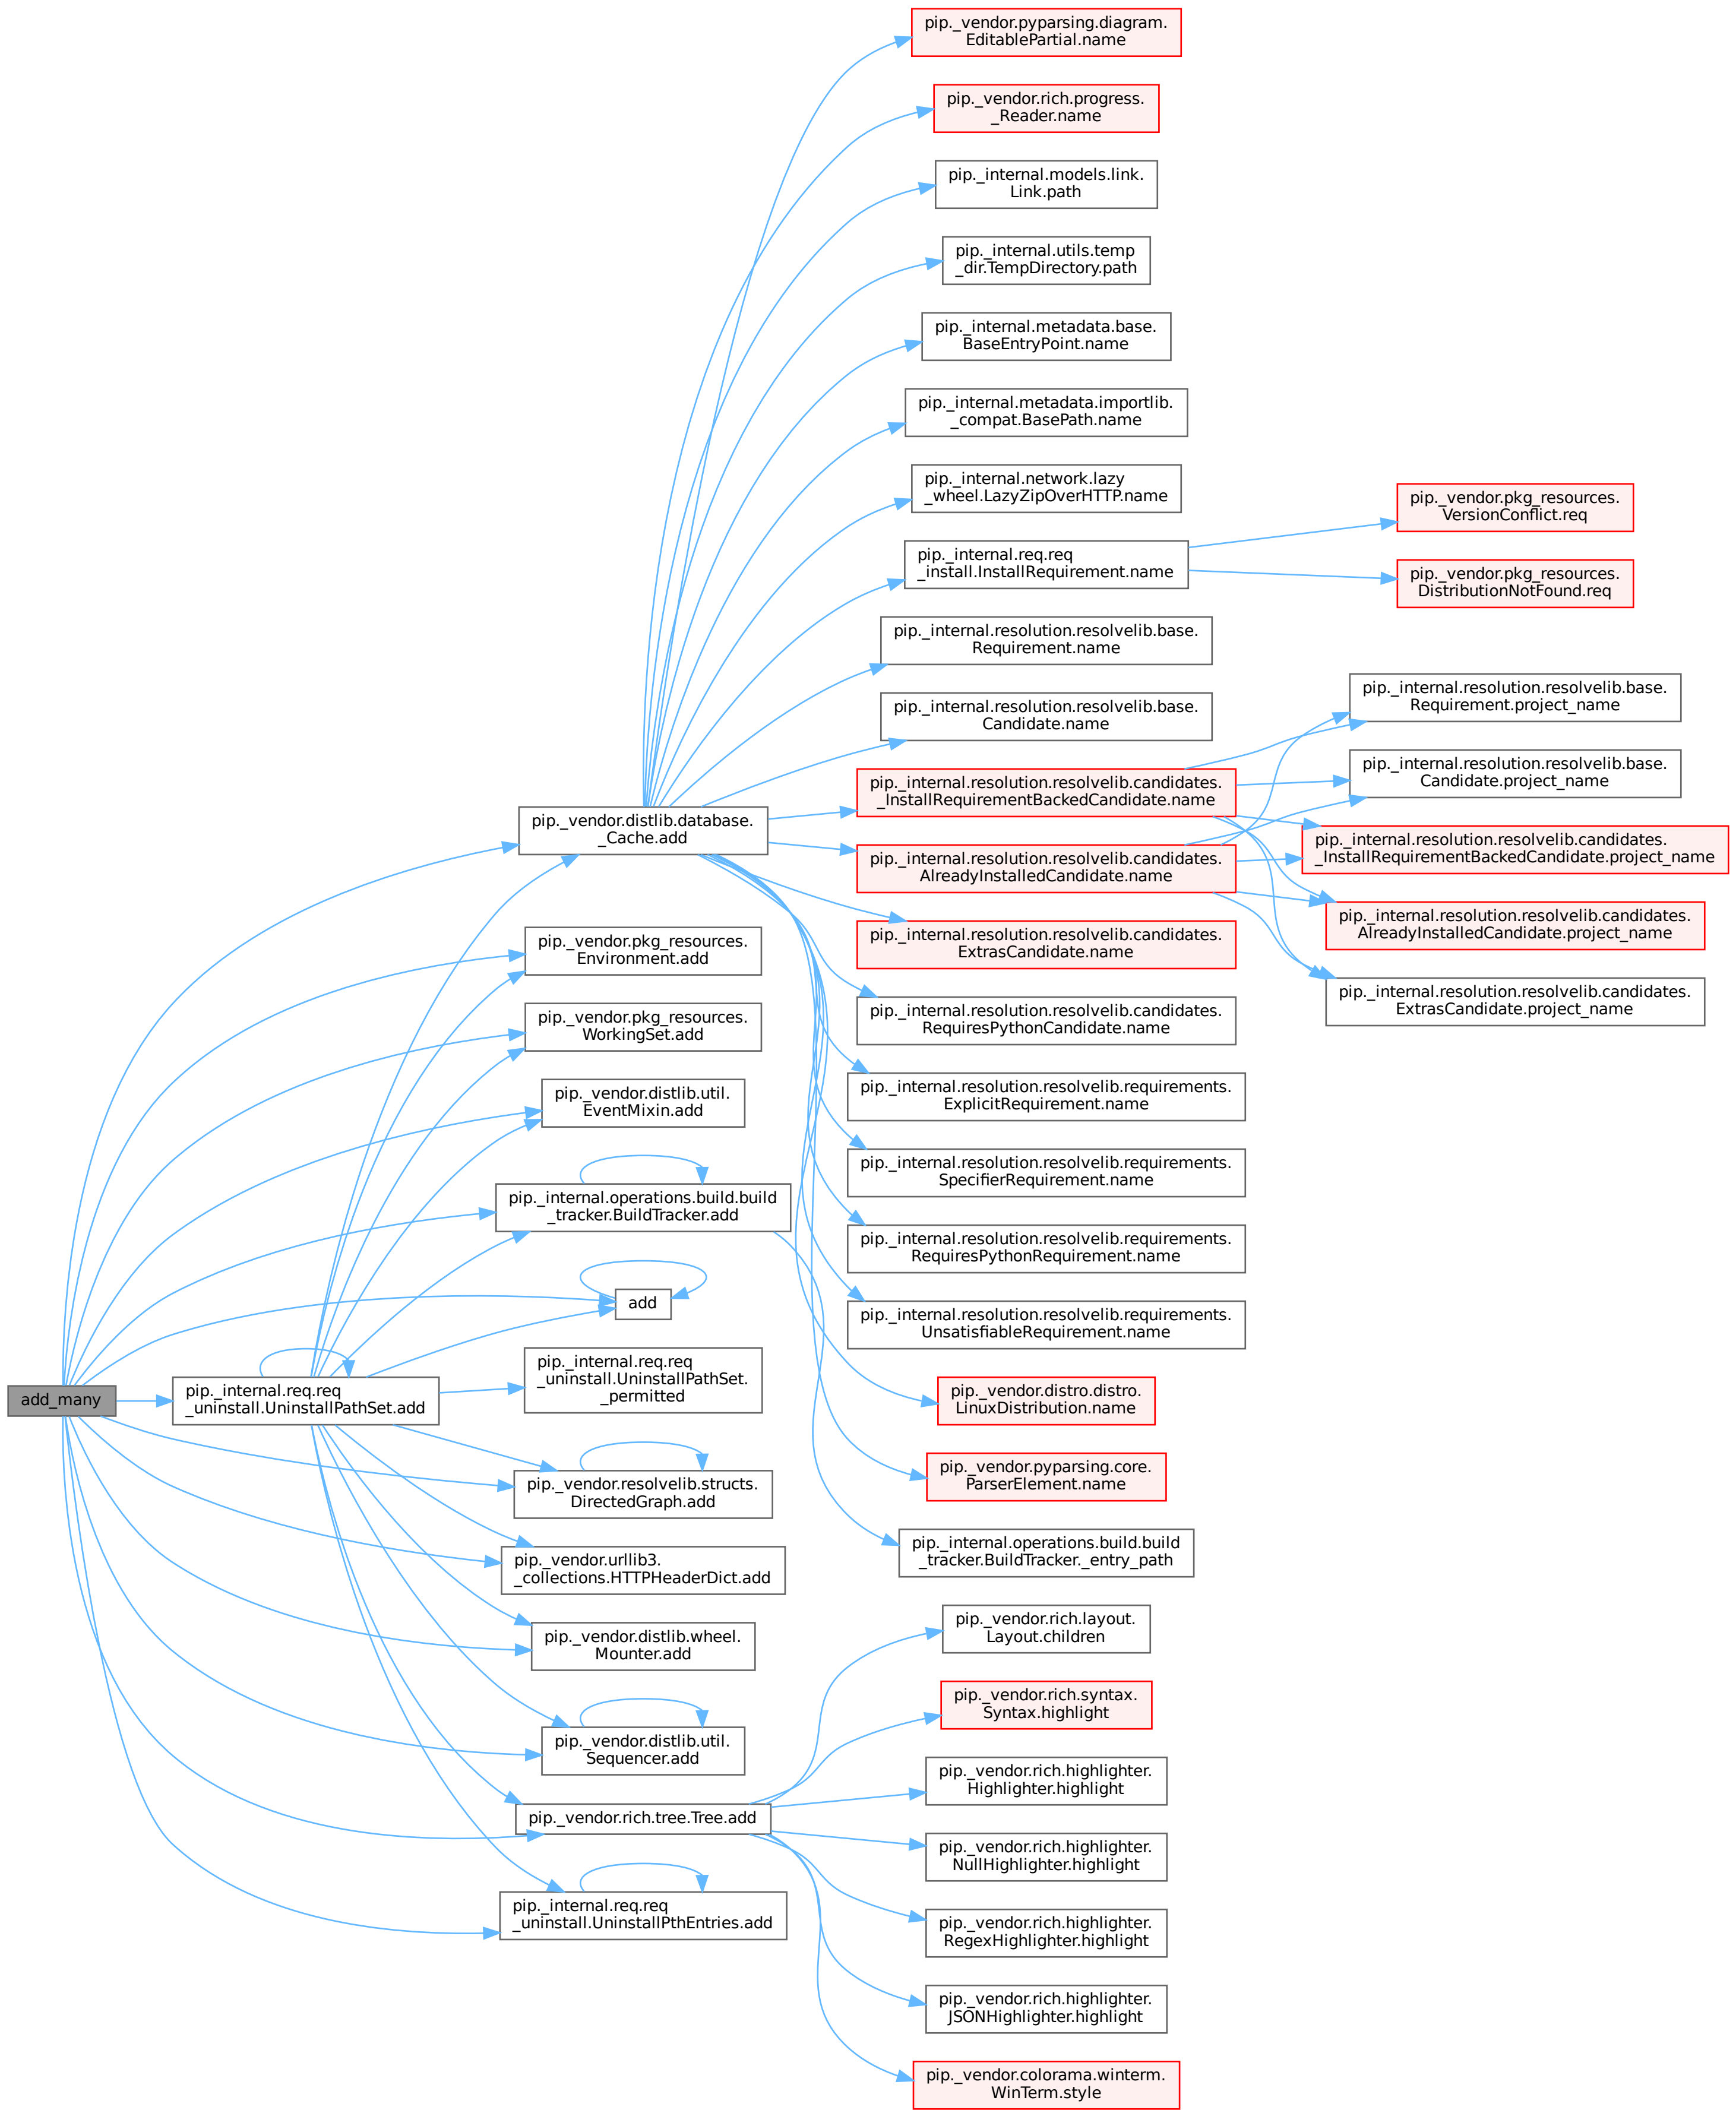 add_many
pip._internal.req.req
_uninstall.UninstallPathSet.add
pip._vendor.distlib.database.
_Cache.add
pip._vendor.pkg_resources.
Environment.add
pip._vendor.pkg_resources.
WorkingSet.add
pip._vendor.distlib.util.
EventMixin.add
pip._internal.operations.build.build
_tracker.BuildTracker.add
add
pip._internal.req.req
_uninstall.UninstallPathSet.
_permitted
pip._vendor.resolvelib.structs.
DirectedGraph.add
pip._vendor.urllib3.
_collections.HTTPHeaderDict.add
pip._vendor.distlib.wheel.
Mounter.add
pip._vendor.distlib.util.
Sequencer.add
pip._vendor.rich.tree.Tree.add
pip._internal.req.req
_uninstall.UninstallPthEntries.add
pip._vendor.pyparsing.diagram.
EditablePartial.name
pip._vendor.rich.progress.
_Reader.name
pip._internal.models.link.
Link.path
pip._internal.utils.temp
_dir.TempDirectory.path
pip._internal.metadata.base.
BaseEntryPoint.name
pip._internal.metadata.importlib.
_compat.BasePath.name
pip._internal.network.lazy
_wheel.LazyZipOverHTTP.name
pip._internal.req.req
_install.InstallRequirement.name
pip._internal.resolution.resolvelib.base.
Requirement.name
pip._internal.resolution.resolvelib.base.
Candidate.name
pip._internal.resolution.resolvelib.candidates.
_InstallRequirementBackedCandidate.name
pip._internal.resolution.resolvelib.candidates.
AlreadyInstalledCandidate.name
pip._internal.resolution.resolvelib.candidates.
ExtrasCandidate.name
pip._internal.resolution.resolvelib.candidates.
RequiresPythonCandidate.name
pip._internal.resolution.resolvelib.requirements.
ExplicitRequirement.name
pip._internal.resolution.resolvelib.requirements.
SpecifierRequirement.name
pip._internal.resolution.resolvelib.requirements.
RequiresPythonRequirement.name
pip._internal.resolution.resolvelib.requirements.
UnsatisfiableRequirement.name
pip._vendor.distro.distro.
LinuxDistribution.name
pip._vendor.pyparsing.core.
ParserElement.name
pip._internal.operations.build.build
_tracker.BuildTracker._entry_path
pip._vendor.rich.layout.
Layout.children
pip._vendor.rich.syntax.
Syntax.highlight
pip._vendor.rich.highlighter.
Highlighter.highlight
pip._vendor.rich.highlighter.
NullHighlighter.highlight
pip._vendor.rich.highlighter.
RegexHighlighter.highlight
pip._vendor.rich.highlighter.
JSONHighlighter.highlight
pip._vendor.colorama.winterm.
WinTerm.style
pip._vendor.pkg_resources.
VersionConflict.req
pip._vendor.pkg_resources.
DistributionNotFound.req
pip._internal.resolution.resolvelib.base.
Requirement.project_name
pip._internal.resolution.resolvelib.base.
Candidate.project_name
pip._internal.resolution.resolvelib.candidates.
_InstallRequirementBackedCandidate.project_name
pip._internal.resolution.resolvelib.candidates.
AlreadyInstalledCandidate.project_name
pip._internal.resolution.resolvelib.candidates.
ExtrasCandidate.project_name